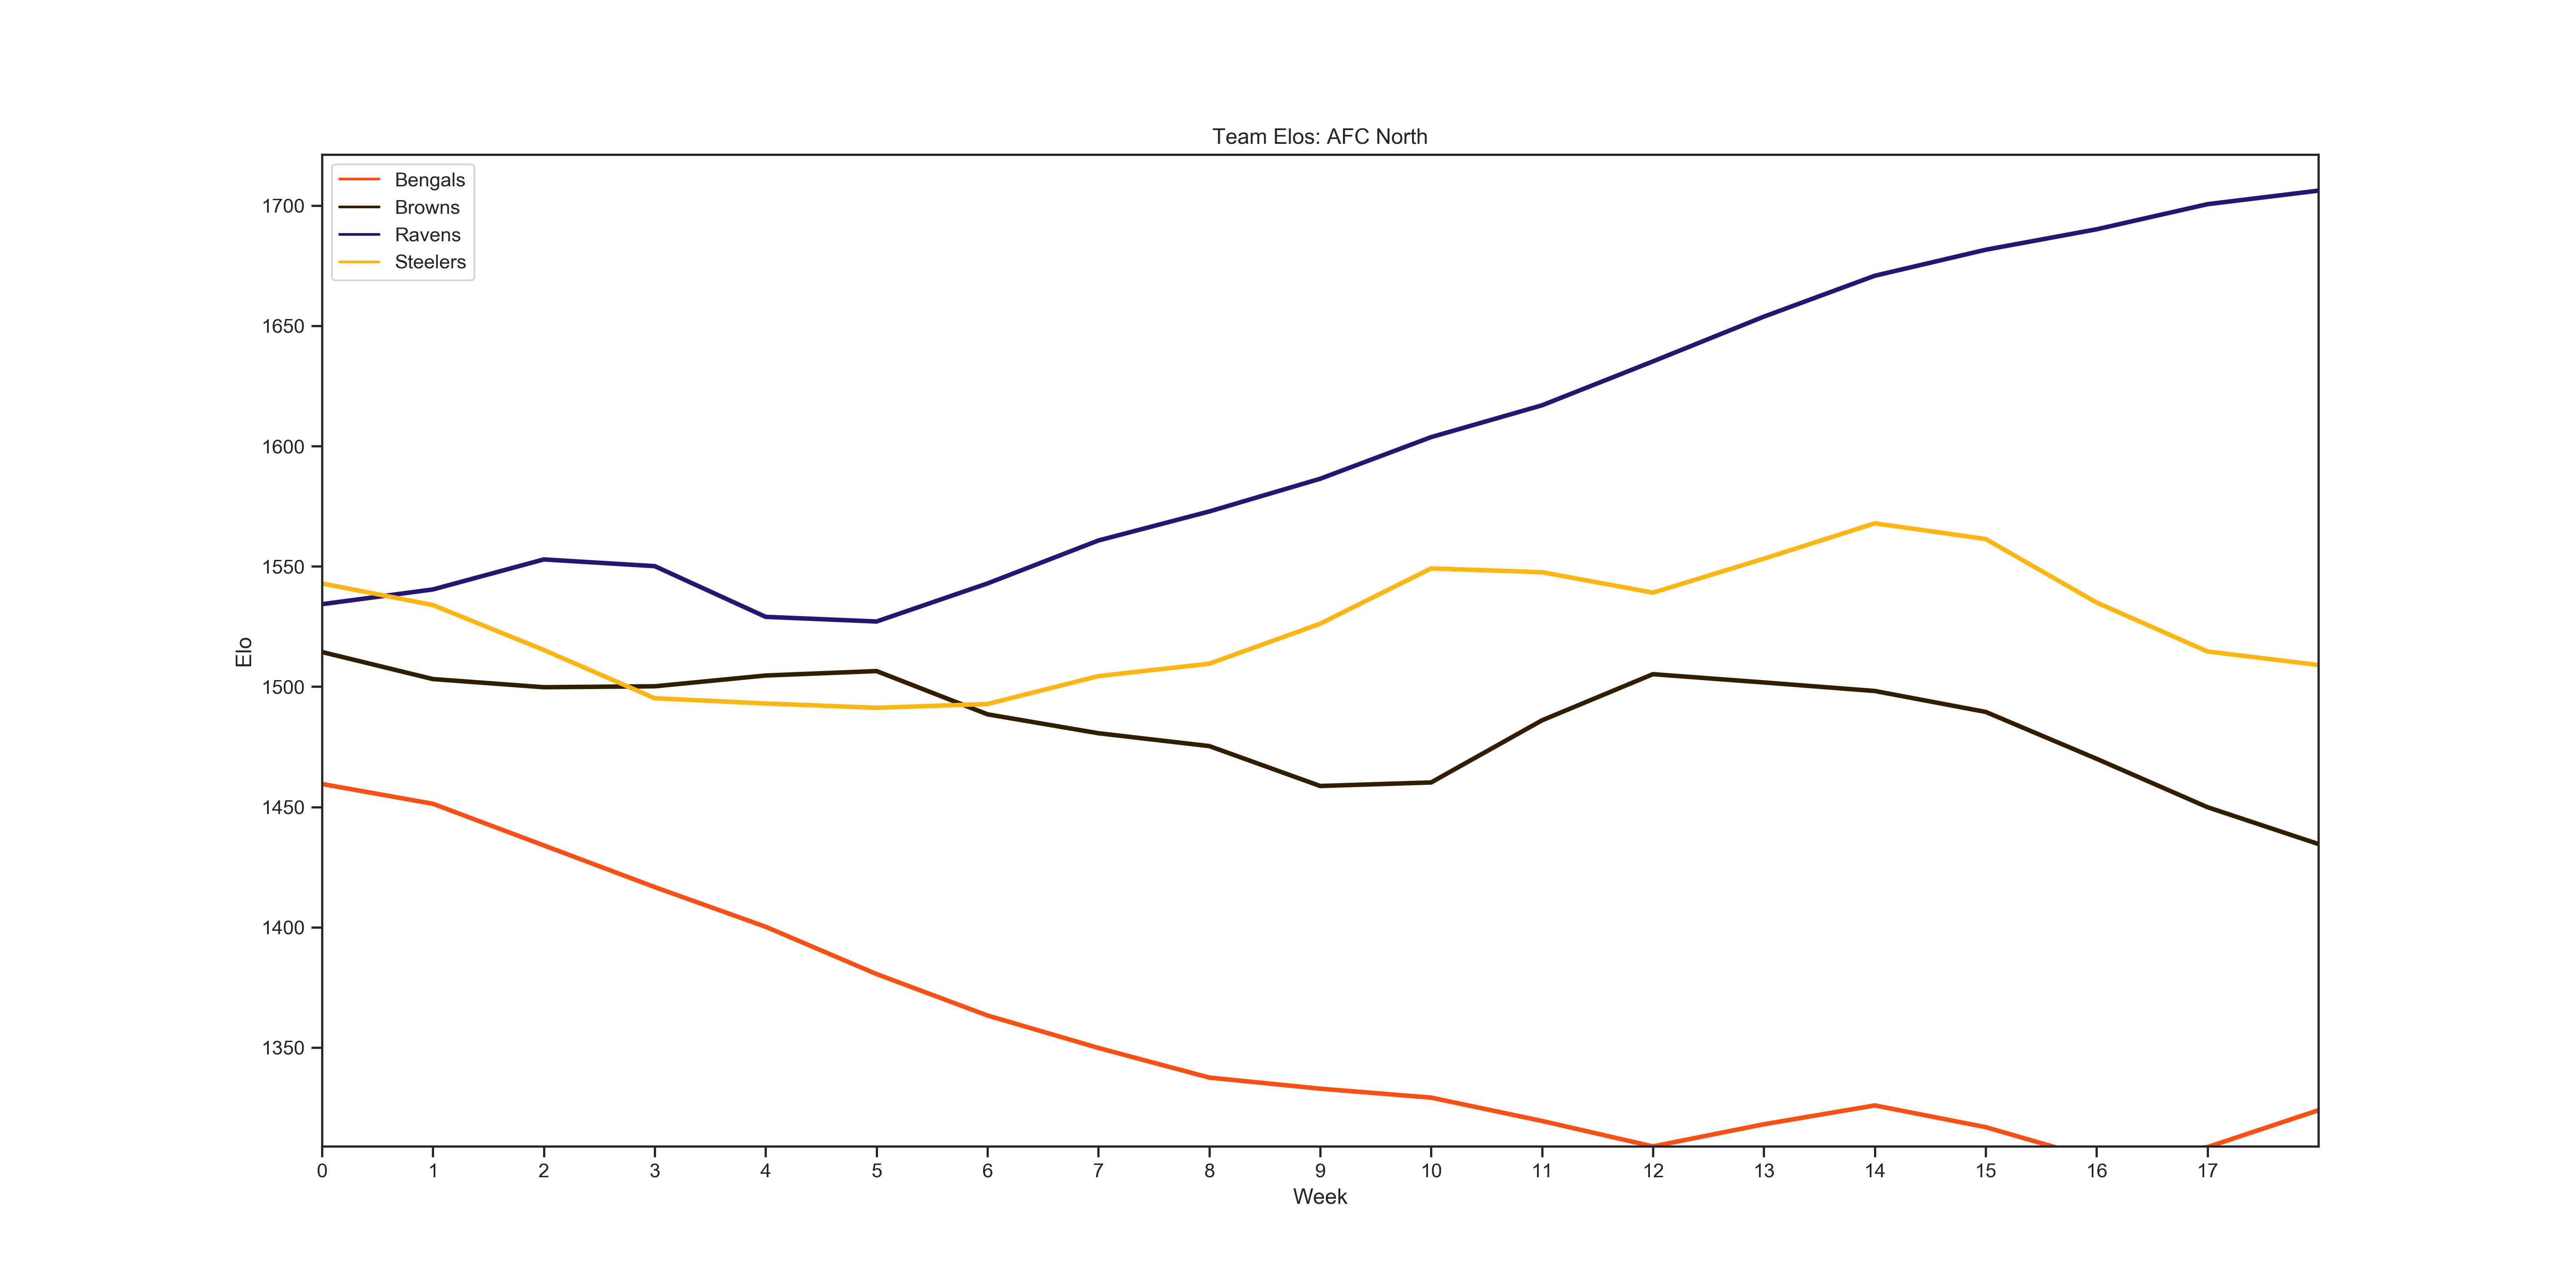 Team Elos: AFC North
Bengals
Browns
Ravens
Steelers
1700
1650
1600
1550
1500
1450
1400
1350
Elo
0 1 2 3 4 5 6 7 8 9 10 11 12 13 14 15 16 17
Week